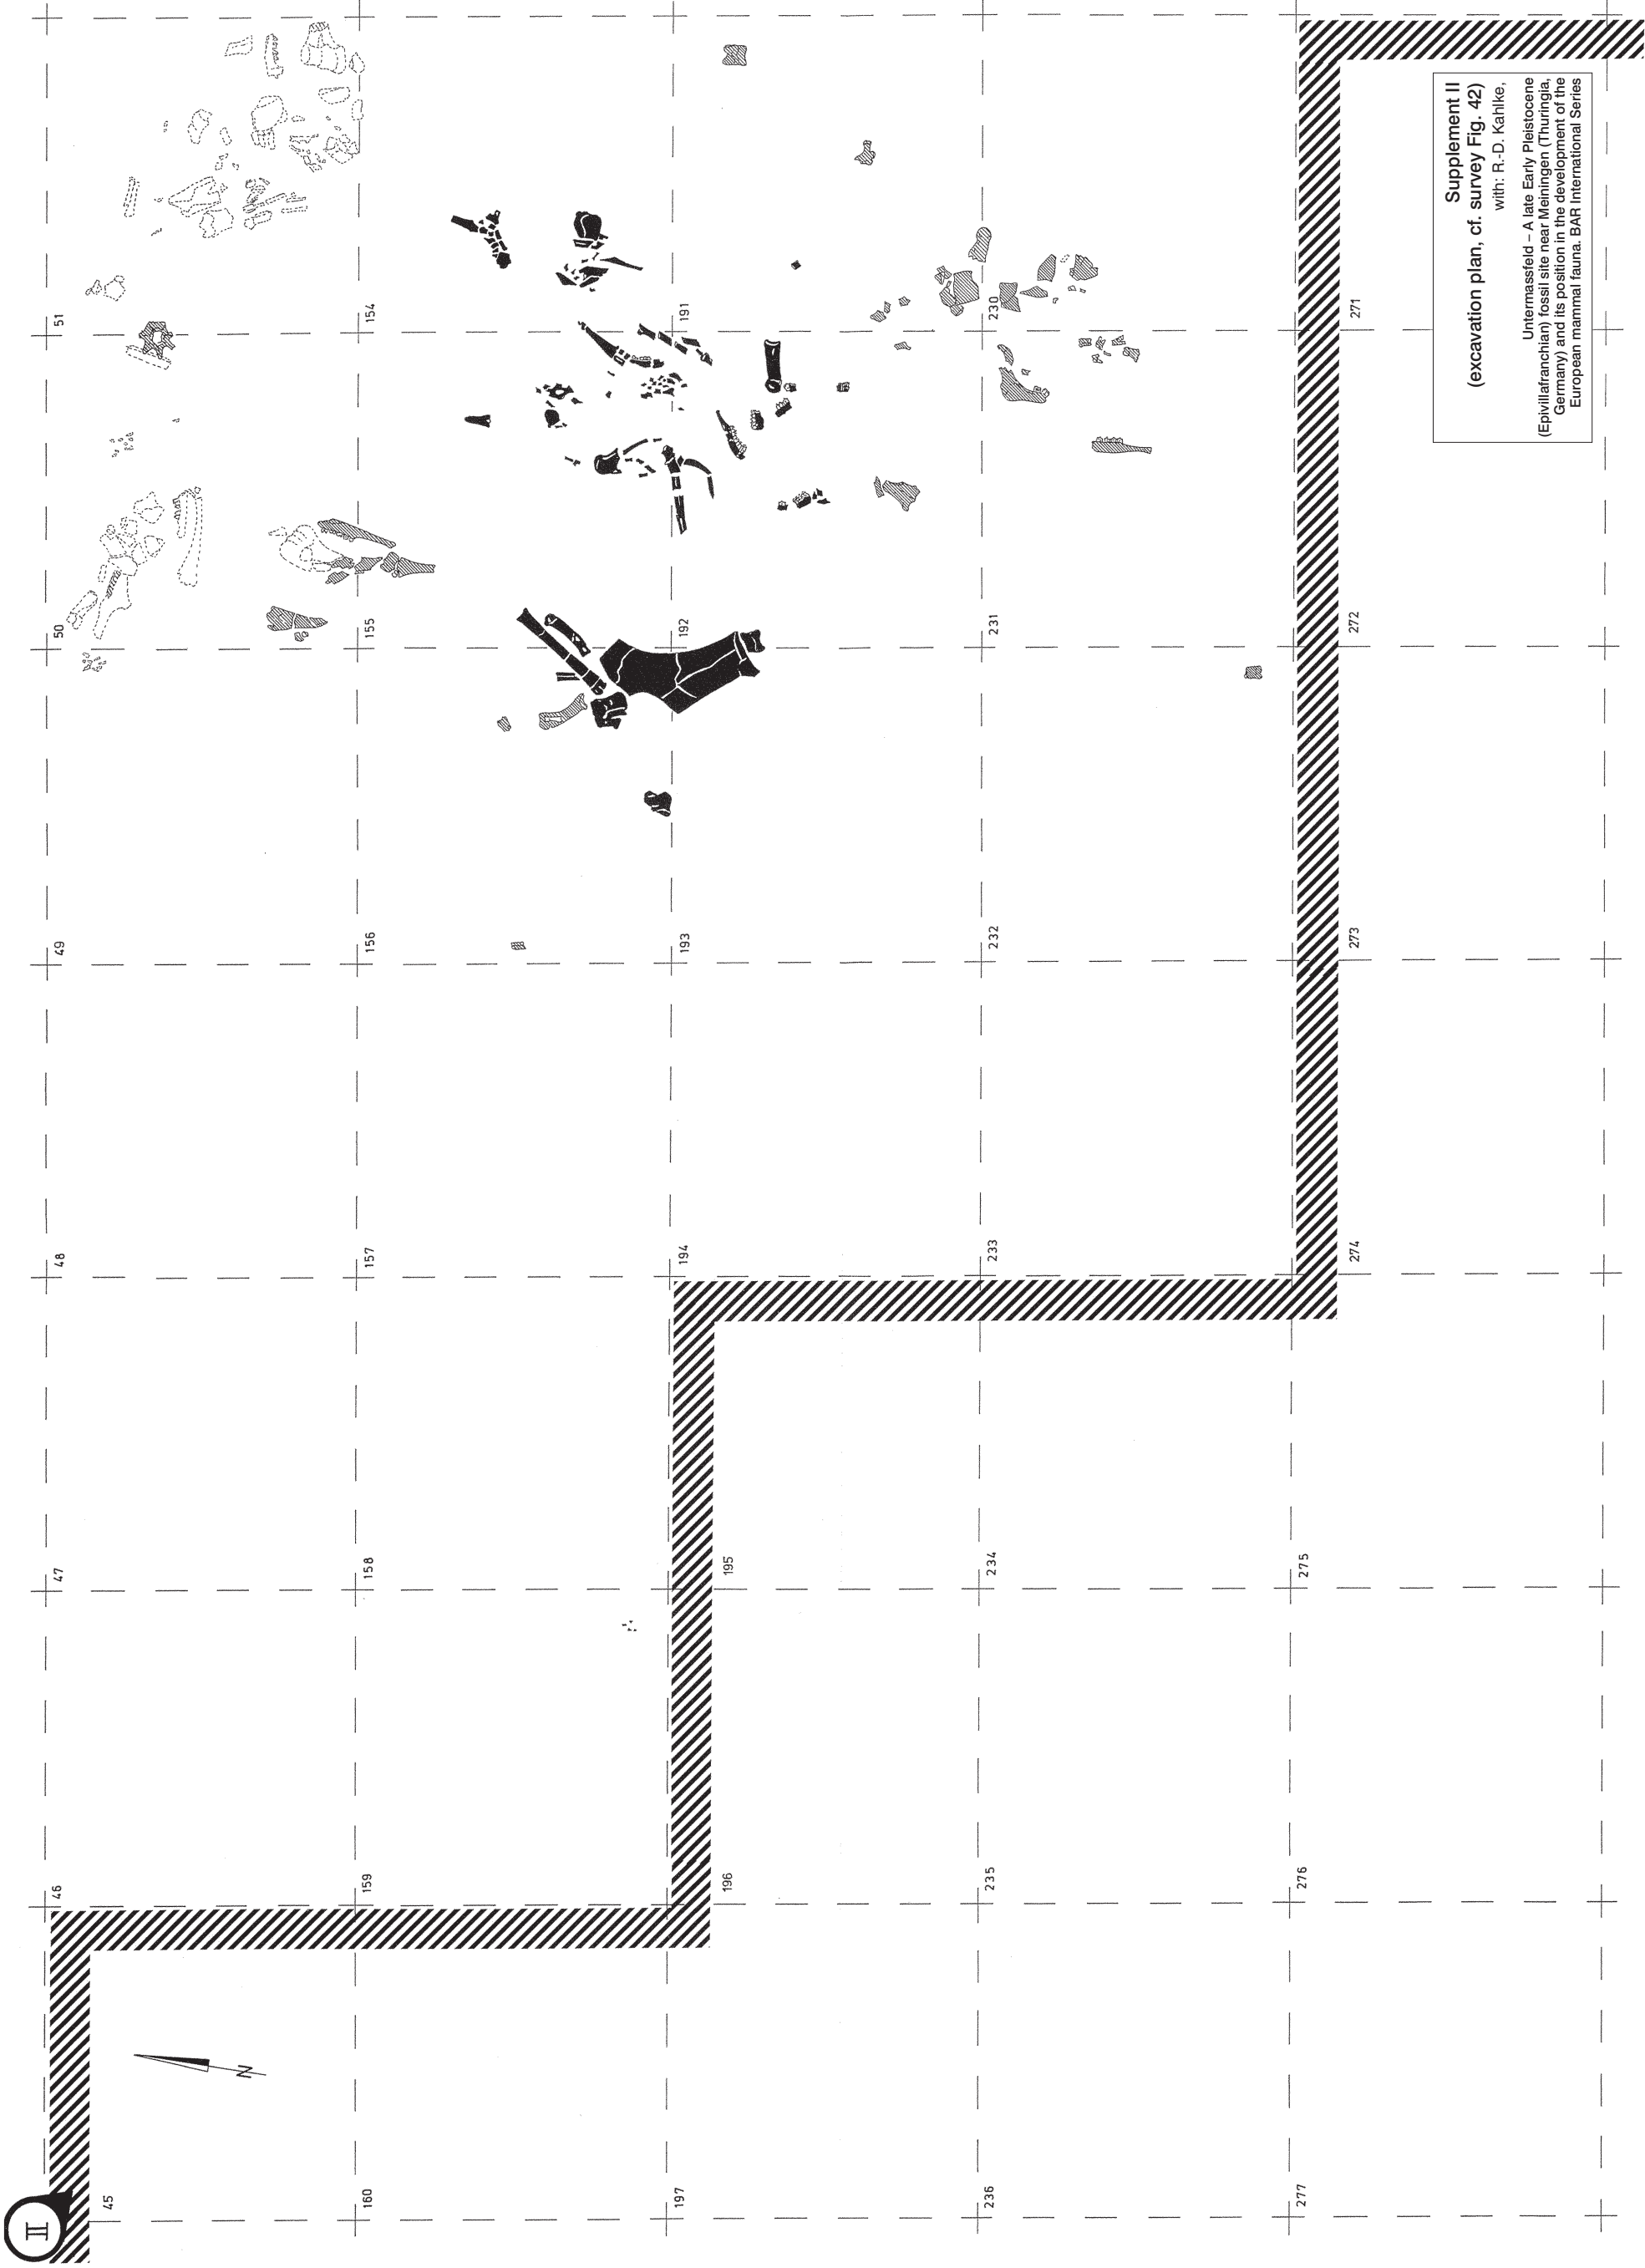 II
45 46 47 48 49 50 51
N
160 159 158 157 156 155 154
197 196 195 194 193 192 191
236 235 234 233 232 231 230
277 276 275 274 273 272 271
Supplement II
(excavation plan, cf. survey Fig. 42)
with: R.-D. Kahlke,
Untermassfeld – A late Early Pleistocene
(Epivillafranchian) fossil site near Meiningen (Thuringia,
Germany) and its position in the development of the
European mammal fauna. BAR International Series